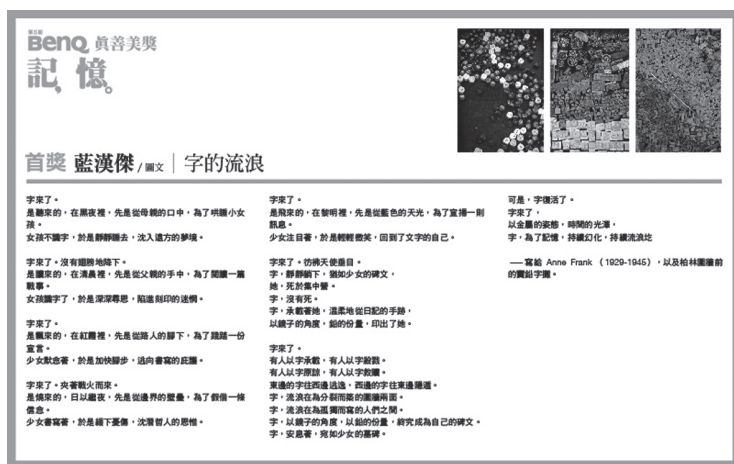 第5屆
BenQ 真善美獎
記，憶。
首獎 藍漢傑 / 圖文｜字的流浪
字來了。
是聽來的，在黑夜裡，先是從母親的口中，為了哄睡小女
孩。
女孩不識字，於是靜靜睡去，沈入遠方的夢境。
字來了。沒有翅膀地降下。
是讀來的，在清晨裡，先是從父親的手中，為了閱讀一篇
戰事。
女孩識字了，於是深深尋思，陷進刻印的迷惘。
字來了。
是飄來的，在紅霞裡，先是從路人的腳下，為了踐踏一份
宣言。
少女默念著，於是加快腳步，逃向書寫的庇護。
字來了。夾著戰火而來。
是燒來的，日以繼夜，先是從邊界的壁壘，為了假借一條
信念。
少女書寫著，於是縮下憂傷，沈潛哲人的思惟。
字來了。
是飛來的，在黎明裡，先是從藍色的天光，為了宣揚一則
訊息。
少女注目著，於是輕輕微笑，回到了文字的自己。
字來了。彷彿天使垂目。
字，靜靜躺下，猶如少女的碑文，
她，死於集中營。
字，沒有死。
字，承載著她，溫柔地從日記的手跡，
以鏡子的角度，鉛的份量，印出了她。
字來了。
有人以字承載，有人以字殺戮。
有人以字原諒，有人以字救贖。
東邊的字往西邊逃逸，西邊的字往東邊隱遁。
字，流浪在為分裂而築的圍牆兩面。
字，流浪在為孤獨而寫的人們之間。
字，以鏡子的角度，以鉛的份量，終究成為自己的碑文。
字，安息著，宛如少女的墓碑。
可是，字復活了。
字來了，
以金屬的姿態，時間的光澤，
字，為了記憶，持續幻化，持續流浪迄
——寫給 Anne Frank （1929-1945），以及柏林圍牆前
的賣鉛字攤。